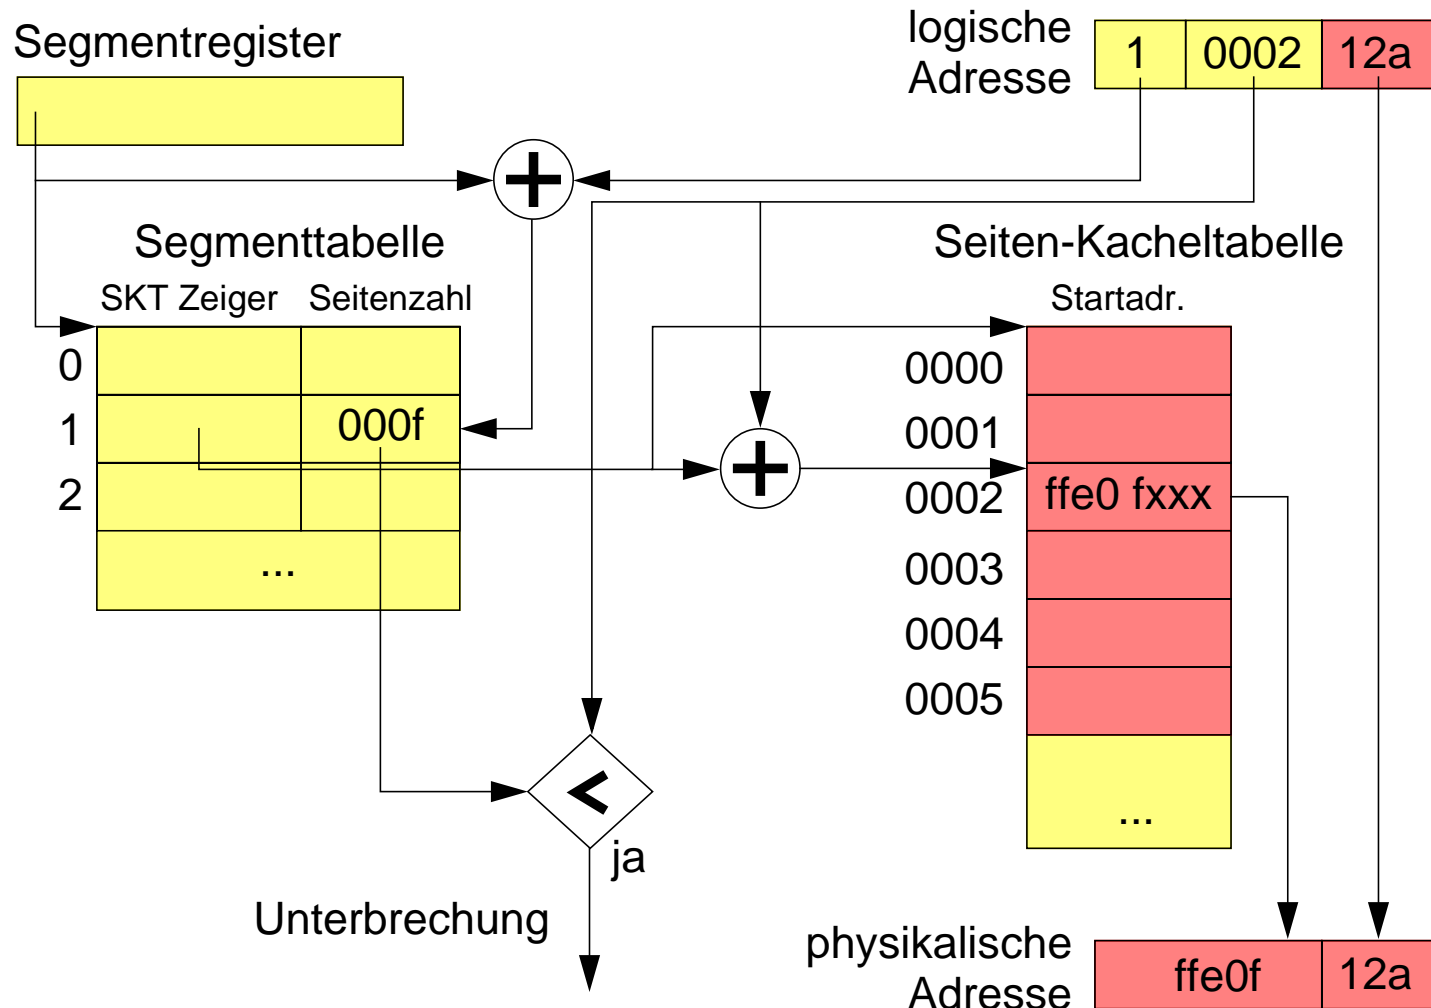 Segmentregister
logische
Adresse
1 0002 12a
Segmenttabelle
SKT Zeiger Seitenzahl
0
1 000f
2
...
Seiten-Kacheltabelle
Startadr.
0000
0001
0002 ffe0 fxxx
0003
0004
0005
...
<
ja
Unterbrechung
physikalische
Adresse
ffe0f 12a